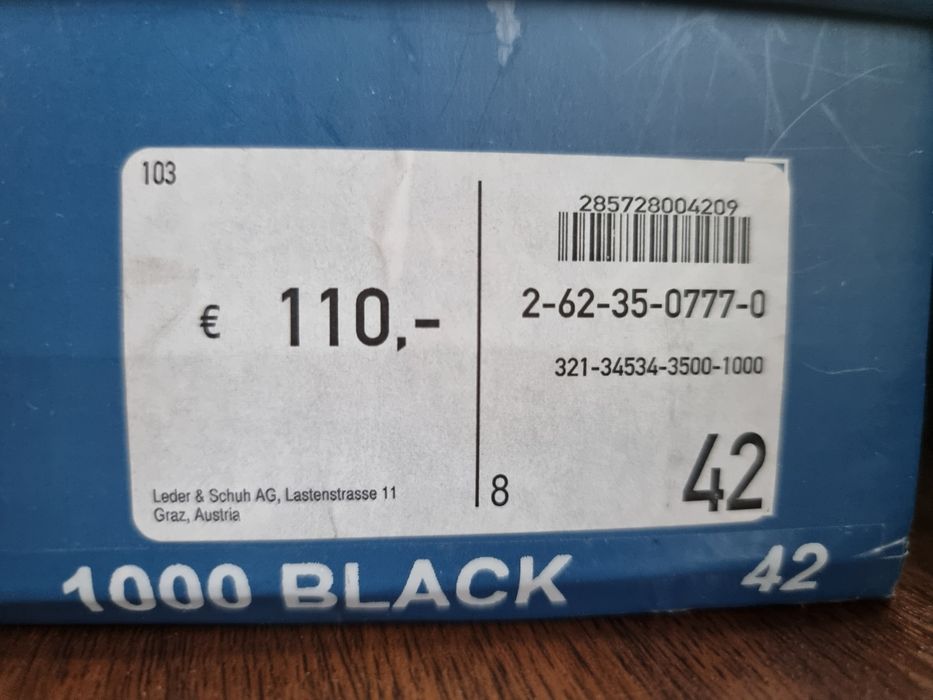 103
€ 110,-
Leder & Schuh AG, Lastenstrasse 11
Graz, Austria
285728004209
2-62-35-0777-0
321-34534-3500-1000
8 42
1000 BLACK 42